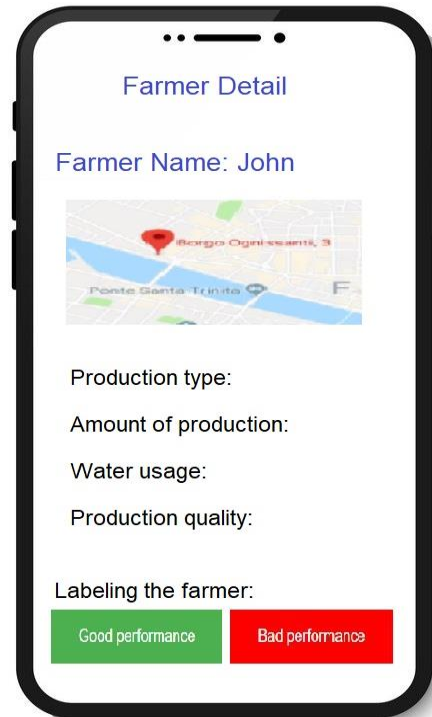 Farmer Detail
Farmer Name: John
Borgo Ognissanti, 3
Ponte Santa Trinita
F
Production type:
Amount of production:
Water usage:
Production quality:
Labeling the farmer:
Good performance Bad performance